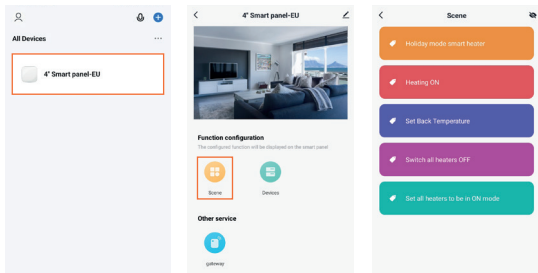 All Devices
4" Smart panel-EU
4" Smart panel-EU
Function configuration
The configured function will be displayed on the smart panel
Scene
Devices
Other service
gateway
Scene
Holiday mode smart heater
Heating ON
Set Back Temperature
Switch all heaters OFF
Set all heaters to be in ON mode